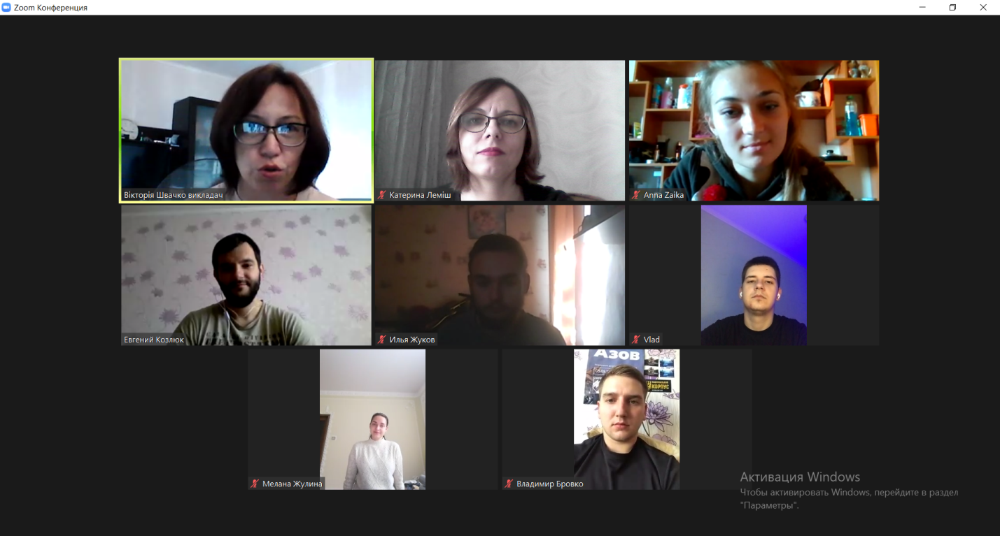 Zoom Конференция
Вікторія Швачко викладач
Катерина Леміш
Anna Zaika
Евгений Козлюк
Илья Жуков
Vlad
АЗОВ
КОРПУС
Мелана Жулина
Владимир Бровко
Активация Windows
Чтобы активировать Windows, перейдите в раздел
"Параметры".